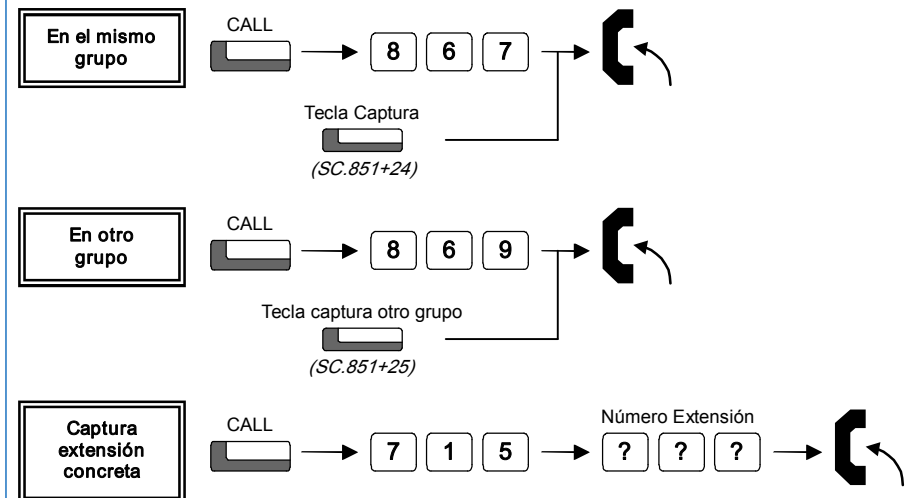 En el mismo
grupo
CALL
8 6 7
Tecla Captura
(SC.851+24)
En otro
grupo
CALL
8 6 9
Tecla captura otro grupo
(SC.851+25)
Captura
extensión
concreta
CALL
7 1 5
Número Extensión
? ? ?